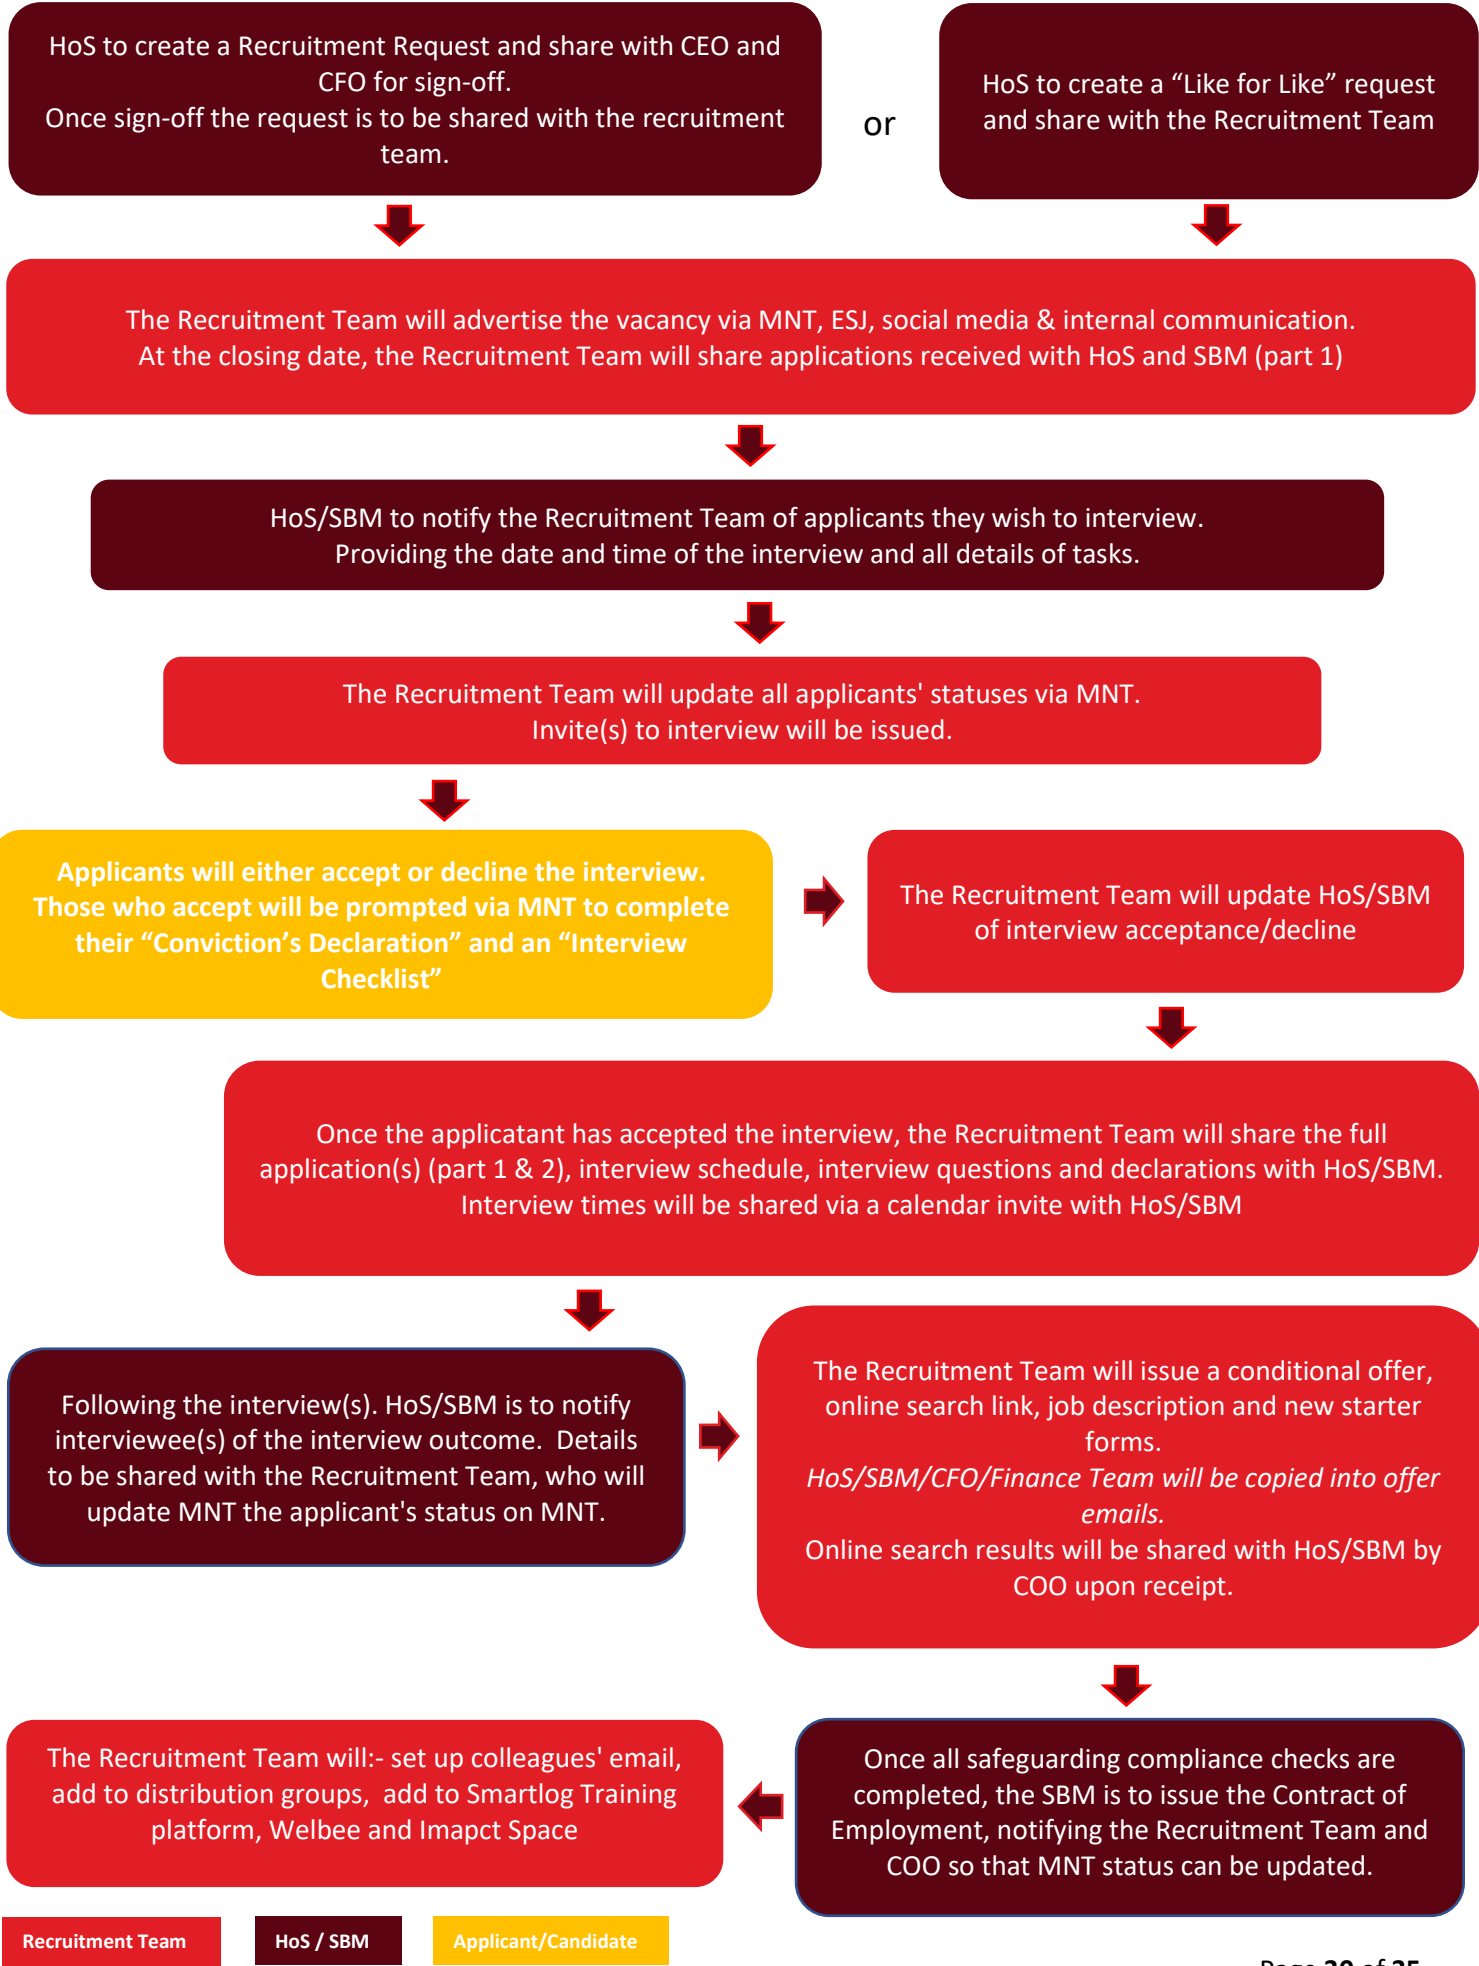 HoS to create a Recruitment Request and share with CEO and
CFO for sign-off.
Once sign-off the request is to be shared with the recruitment
team.
or
HoS to create a “Like for Like” request
and share with the Recruitment Team
The Recruitment Team will advertise the vacancy via MNT, ESJ, social media & internal communication.
At the closing date, the Recruitment Team will share applications received with HoS and SBM (part 1)
HoS/SBM to notify the Recruitment Team of applicants they wish to interview.
Providing the date and time of the interview and all details of tasks.
The Recruitment Team will update all applicants' statuses via MNT.
Invite(s) to interview will be issued.
Applicants will either accept or decline the interview.
Those who accept will be prompted via MNT to complete
their “Conviction’s Declaration” and an “Interview
Checklist”
The Recruitment Team will update HoS/SBM
of interview acceptance/decline
Once the applicatant has accepted the interview, the Recruitment Team will share the full
application(s) (part 1 & 2), interview schedule, interview questions and declarations with HoS/SBM.
Interview times will be shared via a calendar invite with HoS/SBM
Following the interview(s). HoS/SBM is to notify
interviewee(s) of the interview outcome. Details
to be shared with the Recruitment Team, who will
update MNT the applicant's status on MNT.
The Recruitment Team will issue a conditional offer,
online search link, job description and new starter
forms.
HoS/SBM/CFO/Finance Team will be copied into offer
emails.
Online search results will be shared with HoS/SBM by
COO upon receipt.
Once all safeguarding compliance checks are
completed, the SBM is to issue the Contract of
Employment, notifying the Recruitment Team and
COO so that MNT status can be updated.
The Recruitment Team will:- set up colleagues' email,
add to distribution groups, add to Smartlog Training
platform, Welbee and Imapct Space
Recruitment Team
HoS / SBM
Applicant/Candidate
Page 20 of 25